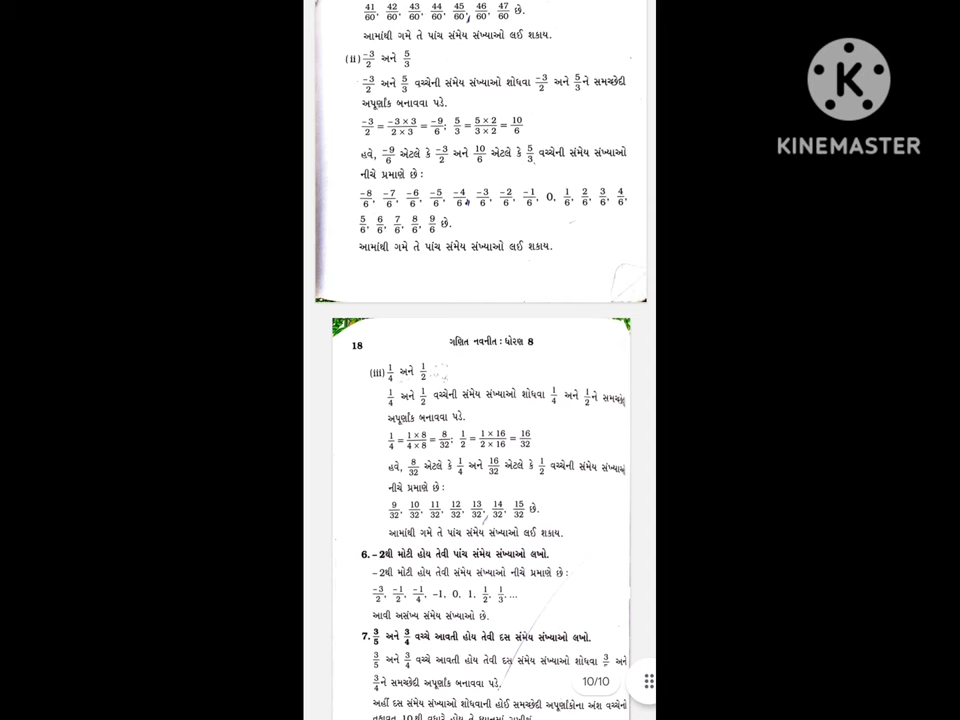 41/60, 42/60, 43/60, 44/60, 45/60, 46/60, 47/60 છે.
આમાંથી ગમે તે પાંચ સંમેય સંખ્યાઓ લઈ શકાય.
(ii) -3/2 અને 5/3
-3/2 અને 5/3 વચ્ચેની સંમેય સંખ્યાઓ શોધવા -3/2 અને 5/3ને સમચ્છેદી
અપૂર્ણાંક બનાવવા પડે.
-3/2 = -3 × 3/2 × 3 = -9/6; 5/3 = 5 × 2/3 × 2 = 10/6
હવે, -9/6 એટલે કે -3/2 અને 10/6 એટલે કે 5/3 વચ્ચેની સંમેય સંખ્યાઓ
નીચે પ્રમાણે છે :
-8/6, -7/6, -6/6, -5/6, -4/6, -3/6, -2/6, -1/6, 0, 1/6, 2/6, 3/6, 4/6,
5/6, 6/6, 7/6, 8/6, 9/6 છે.
આમાંથી ગમે તે પાંચ સંમેય સંખ્યાઓ લઈ શકાય.
KINEMASTER
18 ગણિત નવનીત : ધોરણ 8
(iii) 1/4 અને 1/2
1/4 અને 1/2 વચ્ચેની સંમેય સંખ્યાઓ શોધવા 1/4 અને 1/2ને સમચ્છેદી
અપૂર્ણાંક બનાવવા પડે.
1/4 = 1 × 8/4 × 8 = 8/32; 1/2 = 1 × 16/2 × 16 = 16/32
હવે, 8/32 એટલે કે 1/4 અને 16/32 એટલે કે 1/2 વચ્ચેની સંમેય સંખ્યાઓ
નીચે પ્રમાણે છે :
9/32, 10/32, 11/32, 12/32, 13/32, 14/32, 15/32 છે.
આમાંથી ગમે તે પાંચ સંમેય સંખ્યાઓ લઈ શકાય.
6. – 2થી મોટી હોય તેવી પાંચ સંમેય સંખ્યાઓ લખો.
– 2થી મોટી હોય તેવી સંમેય સંખ્યાઓ નીચે પ્રમાણે છે :
-3/2, -1/2, -1/4, -1, 0, 1, 1/2, 1/3, ...
આવી અસંખ્ય સંમેય સંખ્યાઓ છે.
7. 3/5 અને 3/4 વચ્ચે આવતી હોય તેવી દસ સંમેય સંખ્યાઓ લખો.
3/5 અને 3/4 વચ્ચે આવતી હોય તેવી દસ સંમેય સંખ્યાઓ શોધવા 3/5 અને
3/4ને સમચ્છેદી અપૂર્ણાંક બનાવવા પડે.
10/10
અહીં દસ સંમેય સંખ્યાઓ શોધવાની હોઈ સમચ્છેદી અપૂર્ણાંકોના અંશ વચ્ચેનો
તફાવત 10થી વધારે હોય તે ધ્યાનમાં રાખીશું.